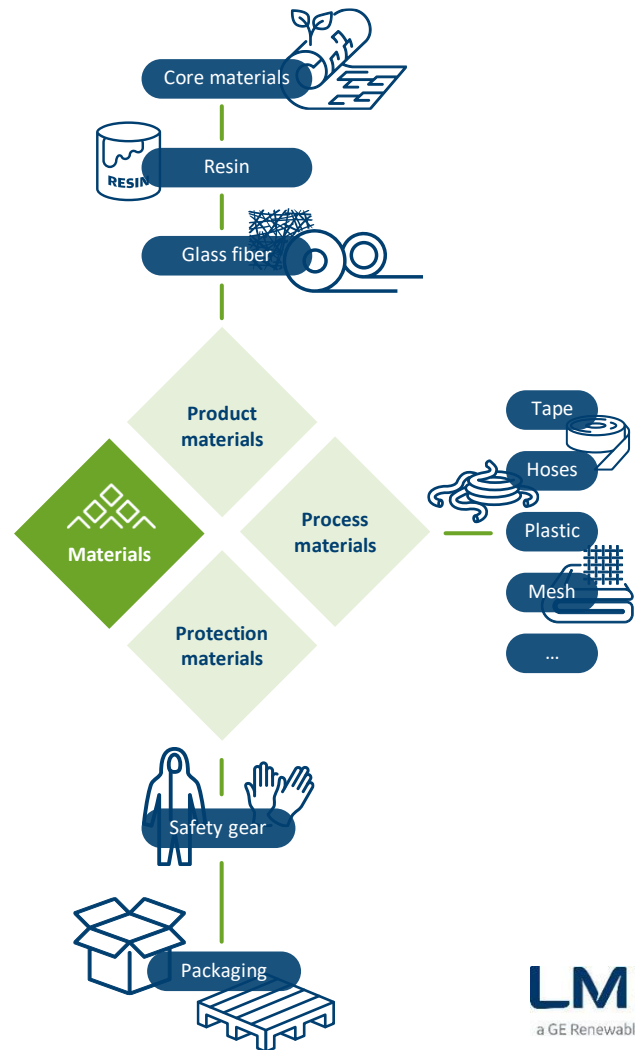 Core materials
Resin
RESIN
Glass fiber
Product
materials
Process
materials
Materials
Protection
materials
Tape
Hoses
Plastic
Mesh
...
Safety gear
Packaging
LM
a GE Renewabl